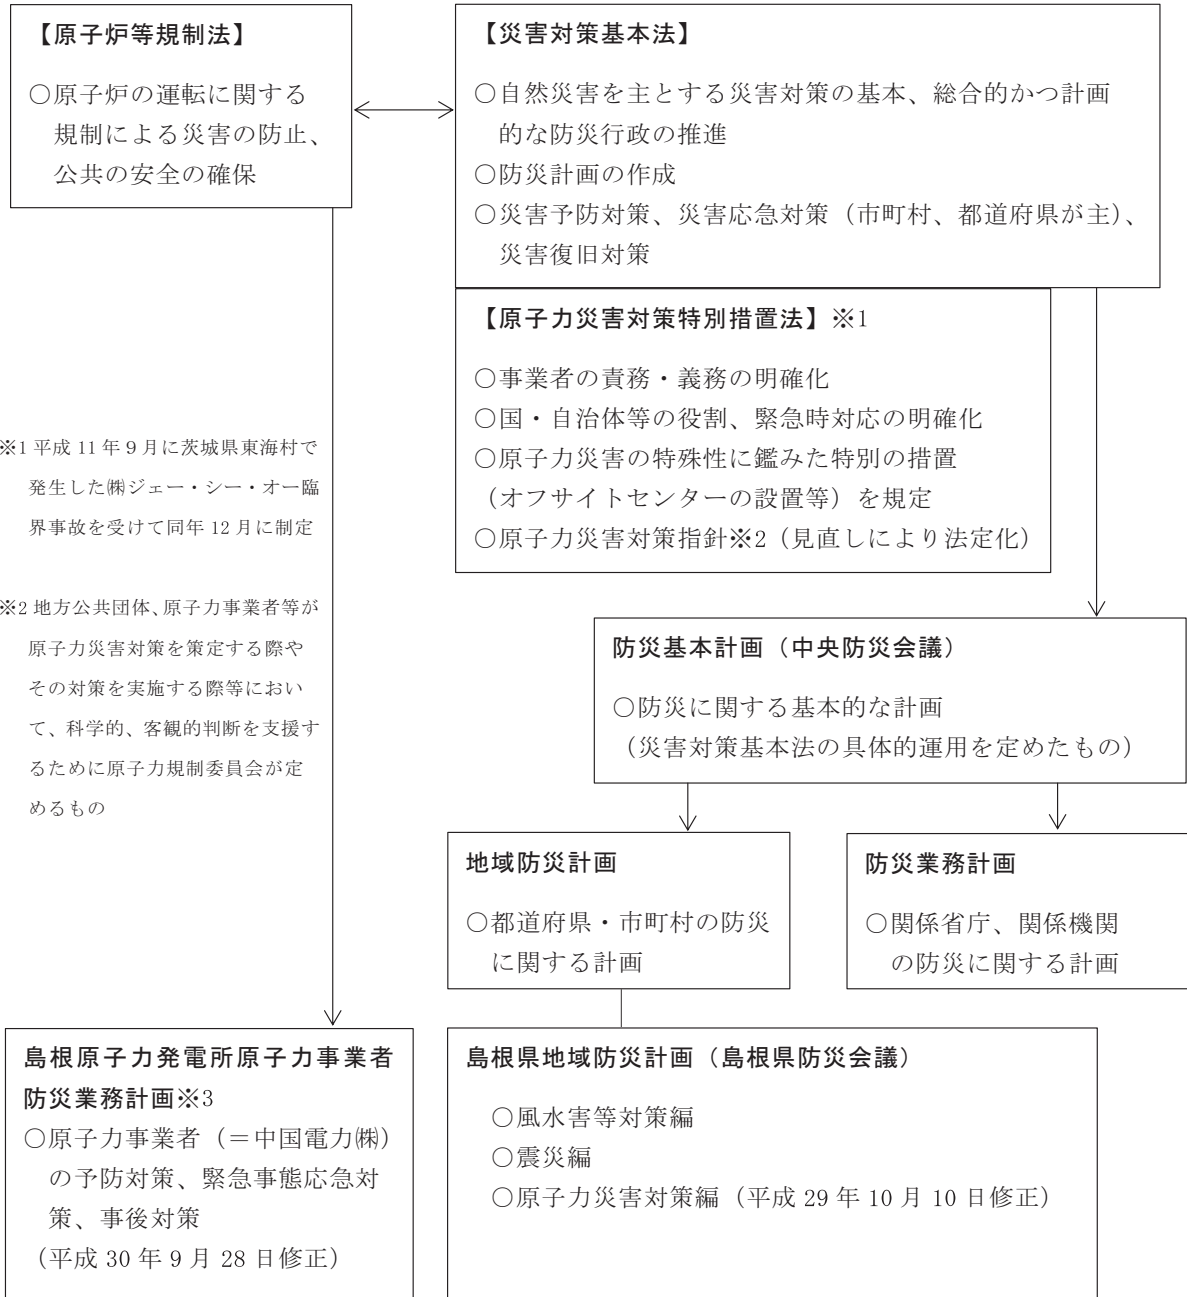 【原子炉等規制法】
○原子炉の運転に関する
規制による災害の防止、
公共の安全の確保
【災害対策基本法】
○自然災害を主とする災害対策の基本、総合的かつ計画
的な防災行政の推進
○防災計画の作成
○災害予防対策、災害応急対策（市町村、都道府県が主）、
災害復旧対策
【原子力災害対策特別措置法】※1
○事業者の責務・義務の明確化
○国・自治体等の役割、緊急時対応の明確化
○原子力災害の特殊性に鑑みた特別の措置
（オフサイトセンターの設置等）を規定
○原子力災害対策指針※2（見直しにより法定化）
※1 平成 11 年 9 月に茨城県東海村で
発生した㈱ジェー・シー・オー臨
界事故を受けて同年 12 月に制定
※2 地方公共団体、原子力事業者等が
原子力災害対策を策定する際や
その対策を実施する際等におい
て、科学的、客観的判断を支援す
るために原子力規制委員会が定
めるもの
防災基本計画（中央防災会議）
○防災に関する基本的な計画
（災害対策基本法の具体的運用を定めたもの）
地域防災計画
○都道府県・市町村の防災
に関する計画
防災業務計画
○関係省庁、関係機関
の防災に関する計画
島根原子力発電所原子力事業者
防災業務計画※3
○原子力事業者（＝中国電力㈱）
の予防対策、緊急事態応急対
策、事後対策
（平成 30 年 9 月 28 日修正）
島根県地域防災計画（島根県防災会議）
○風水害等対策編
○震災編
○原子力災害対策編（平成 29 年 10 月 10 日修正）